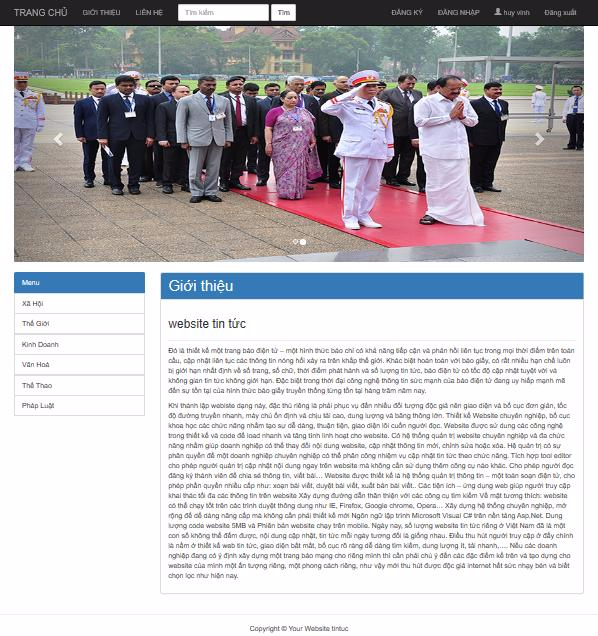 TRANG CHỦ GIỚI THIỆU LIÊN HỆ Tìm kiếm Tìm ĐĂNG KÝ ĐĂNG NHẬP huy vinh Đăng xuất
Menu
Xã Hội
Thế Giới
Kinh Doanh
Văn Hoá
Thể Thao
Pháp Luật
Giới thiệu
website tin tức
Đó là thiết kế một trang báo điện tử – một hình thức báo chí có khả năng tiếp cận và phản hồi liên tục trong mọi thời điểm trên toàn
cầu, cập nhật liên tục các thông tin nóng hổi xảy ra trên khắp thế giới. Khác biệt hoàn toàn với báo giấy, có rất nhiều hạn chế luôn
bị giới hạn nhất định về số trang, số chữ, thời điểm phát hành và số lượng tin tức, báo điện tử có tốc độ cập nhật tuyệt vời và
không gian tin tức không giới hạn. Đặc biệt trong thời đại công nghệ thông tin sức mạnh của báo điện tử đang uy hiếp mạnh mẽ
đến sự tồn tại của hình thức báo giấy truyền thống từng tồn tại hàng trăm năm nay.
Khi thành lập website dạng này, đặc thù riêng là phải phục vụ đến nhiều đối tượng độc giả nên giao diện và bố cục đơn giản, tốc
độ đường truyền nhanh, máy chủ ổn định và chịu tải cao, dung lượng và băng thông lớn. Thiết kế Website chuyên nghiệp, bố cục
khoa học các chức năng nhằm tạo sự dễ dàng, thuận tiện, giao diện lôi cuốn người đọc. Website được sử dụng các công nghệ
trong thiết kế và code để load nhanh và tăng tính linh hoạt cho website. Có hệ thống quản trị website chuyên nghiệp và đa chức
năng nhằm giúp doanh nghiệp có thể thay đổi nội dung website, cập nhật thông tin mới, chỉnh sửa hoặc xóa. Hệ quản trị có sự
phân quyền để một doanh nghiệp chuyên nghiệp có thể phân công nhiệm vụ cập nhật tin tức theo chức năng. Tích hợp tool editor
cho phép người quản trị cập nhật nội dung ngay trên website mà không cần sử dụng thêm công cụ nào khác. Cho phép người đọc
đăng ký thành viên để chia sẻ thông tin, viết bài… Website được thiết kế là hệ thống quản trị thông tin – một toàn soạn điện tử, cho
phép phân quyền nhiều cấp như: soạn bài viết, duyệt bài viết, xuất bản bài viết.. Các tiện ích – ứng dụng web giúp người truy cập
khai thác tối đa các thông tin trên website Xây dựng đường dẫn thân thiện với các công cụ tìm kiếm Về mặt tương thích: website
có thể chạy tốt trên các trình duyệt thông dung như IE, Firefox, Google chrome, Opera… Xây dựng hệ thống chuyên nghiệp, mở
rộng để dễ dàng nâng cấp mà không cần phải thiết kế mới Ngôn ngữ lập trình Microsoft Visual C# trên nền tảng Asp.Net. Dung
lượng code website 5MB và Phiên bản website chạy trên mobile. Ngày nay, số lượng website tin tức riêng ở Việt Nam đã là một
con số không thể đếm được, nội dung cập nhật, tin tức mỗi ngày tương đối là giống nhau. Điều thu hút người truy cập ở đây chính
là nằm ở thiết kế web tin tức, giao diện bắt mắt, bố cục rõ ràng dễ dàng tìm kiếm, dung lượng ít, tải nhanh,…. Nếu các doanh
nghiệp đang có ý định xây dựng một trang báo mạng cho riêng mình thì cần phải chú ý đến các đặc điểm kể trên và tạo dựng cho
website của mình một ấn tượng riêng, một phong cách riêng, như vậy mới thu hút được độc giả internet hết sức nhạy bén và biết
chọn lọc như hiện nay.
Copyright © Your Website tintuc